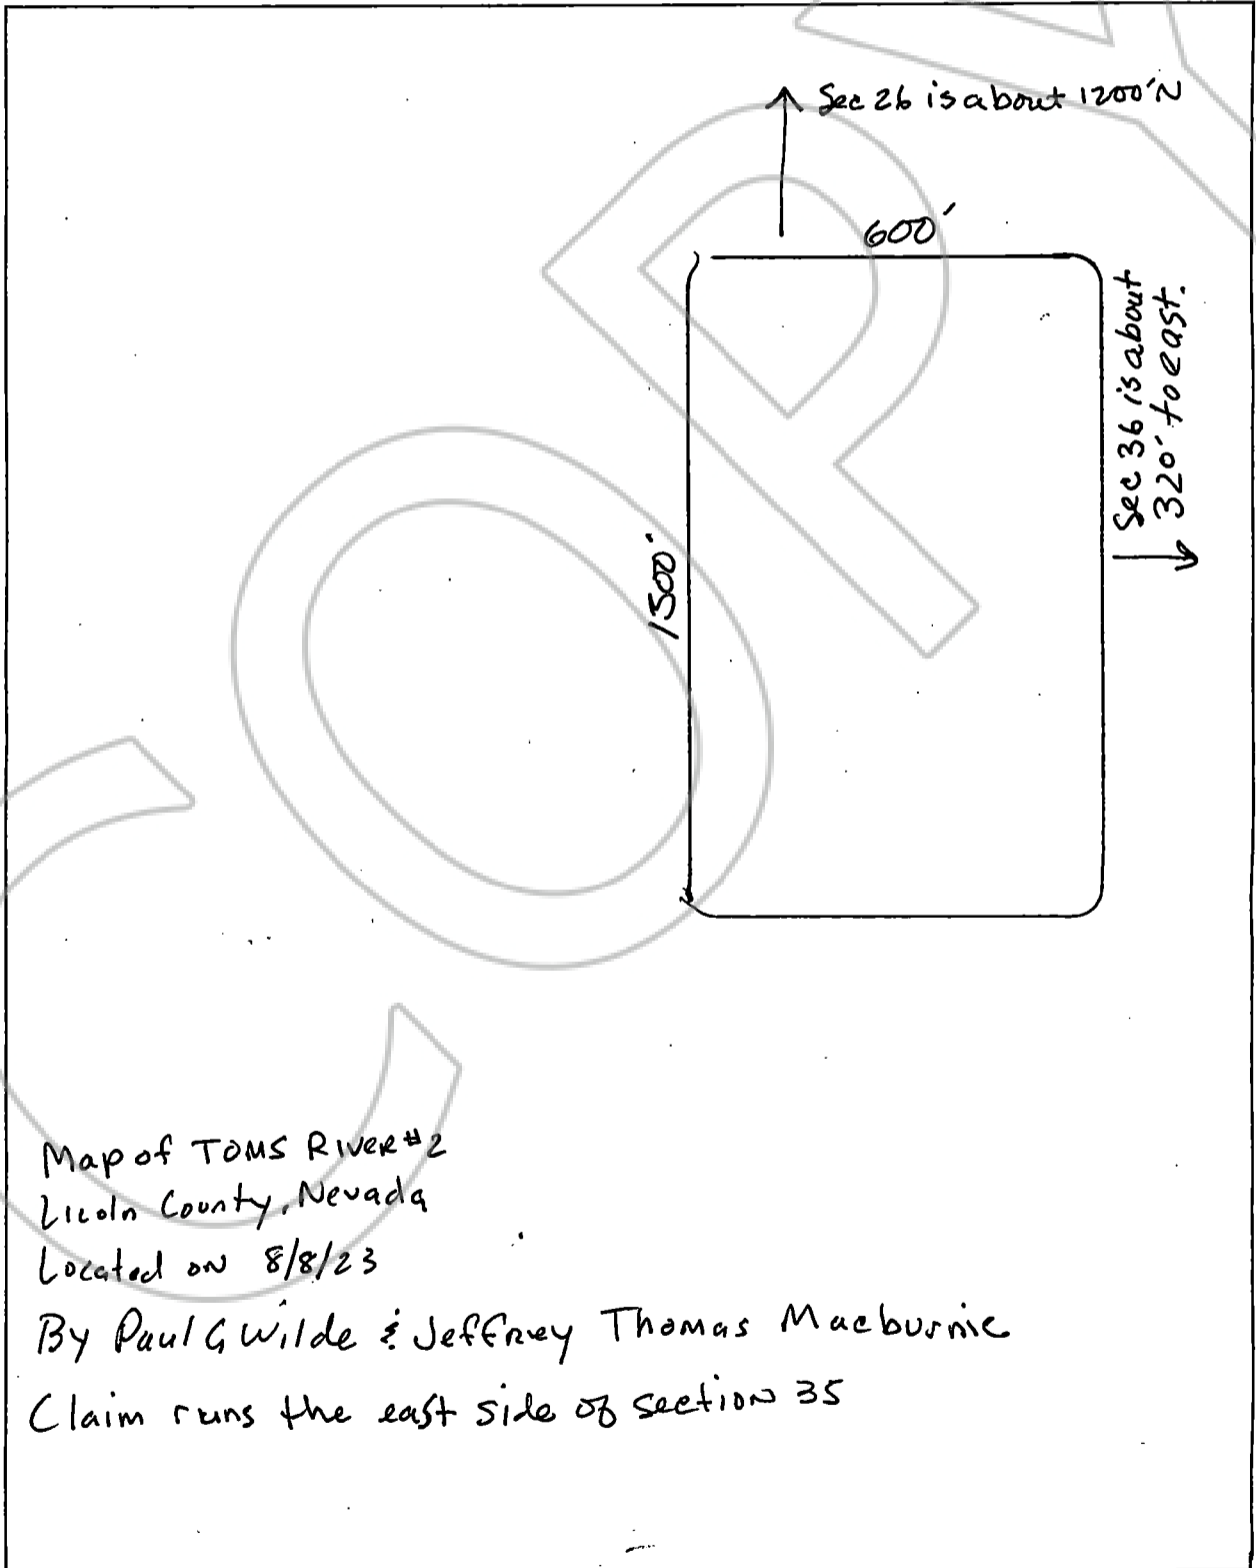 Sec 26 is about 1200' N
600'
Sec 36 is about
320' to east.
1500'
COPY
Map of TOMS RIVER #2
Licoln County, Nevada
Located on 8/8/23
By Paul G Wilde & Jeffrey Thomas Macburnie
Claim runs the east side of section 35